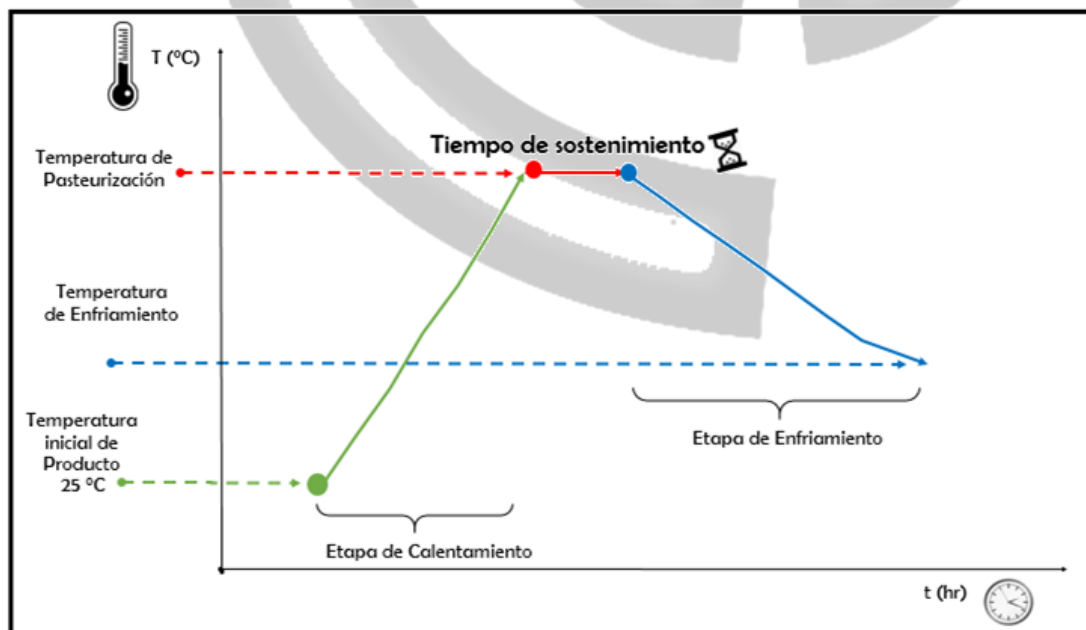 T (ºC)
Tiempo de sostenimiento
Temperatura de
Pasteurización
Temperatura
de Enfriamiento
Temperatura
inicial de
Producto
25 ºC
Etapa de Enfriamiento
Etapa de Calentamiento
t (hr)